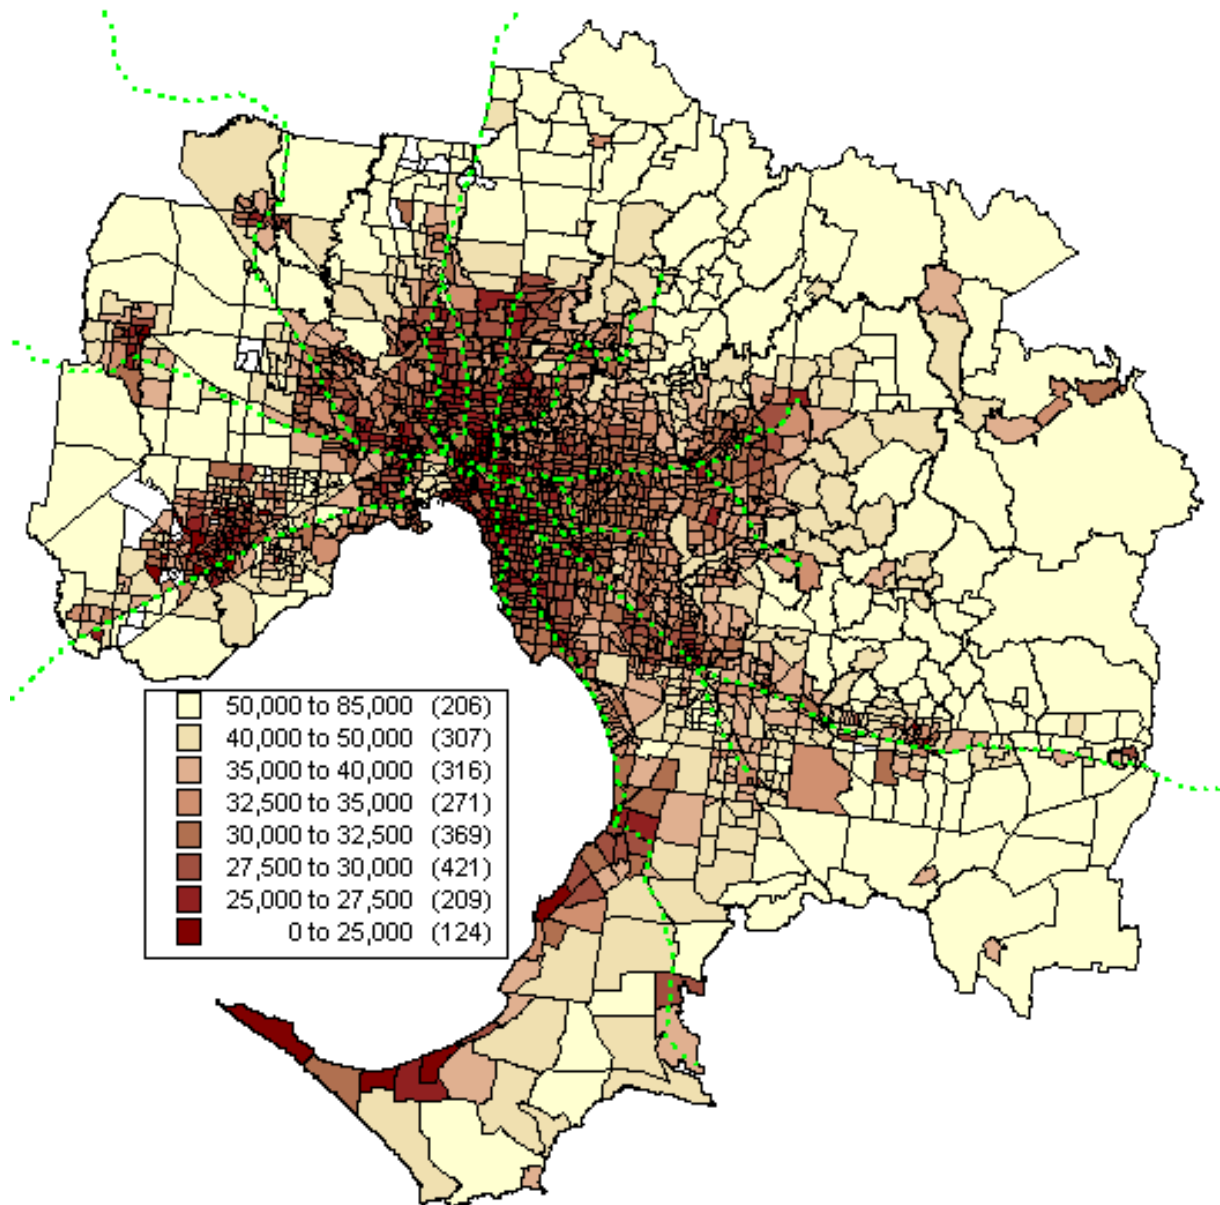 50,000 to 85,000 (206)
40,000 to 50,000 (307)
35,000 to 40,000 (316)
32,500 to 35,000 (271)
30,000 to 32,500 (369)
27,500 to 30,000 (421)
25,000 to 27,500 (209)
0 to 25,000 (124)